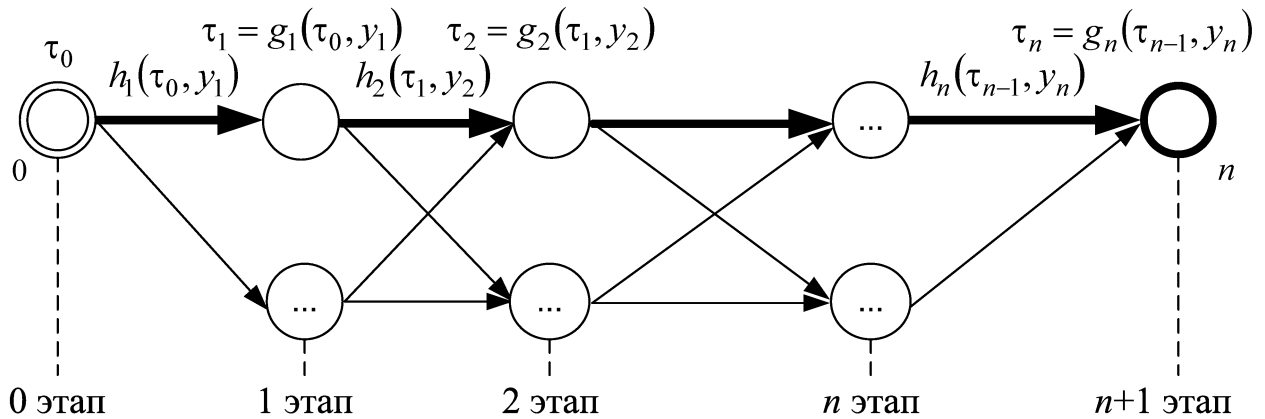 τ₀
τ₁ = g₁(τ₀, y₁)
τ₂ = g₂(τ₁, y₂)
τₙ = gₙ(τₙ₋₁, yₙ)
h₁(τ₀, y₁)
h₂(τ₁, y₂)
hₙ(τₙ₋₁, yₙ)
...
0
n
...
...
...
0 этап
1 этап
2 этап
n этап
n+1 этап